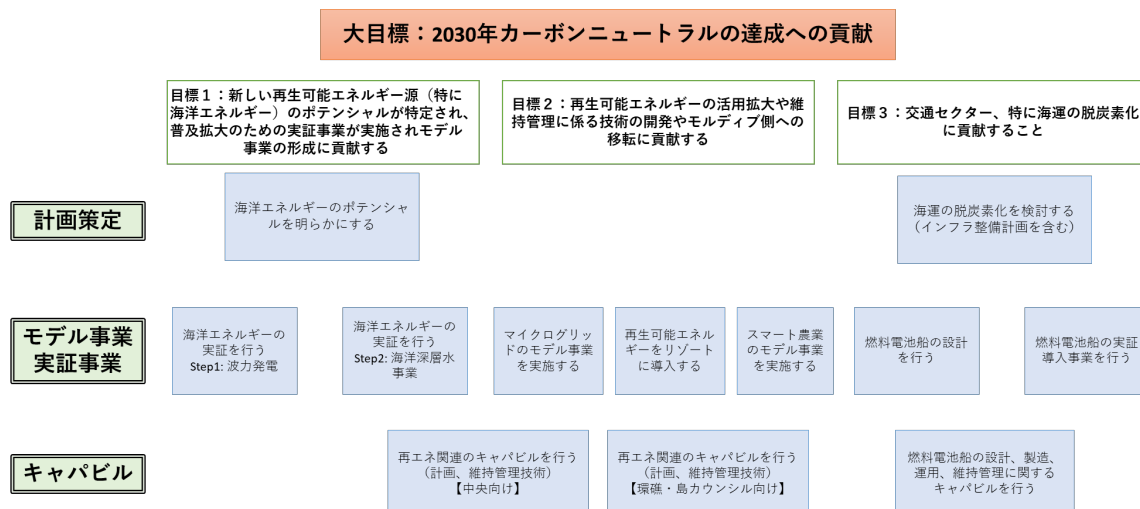 大目標：2030年カーボンニュートラルの達成への貢献
目標１：新しい再生可能エネルギー源（特に
海洋エネルギー）のポテンシャルが特定され、
普及拡大のための実証事業が実施されモデル
事業の形成に貢献する
目標２：再生可能エネルギーの活用拡大や維
持管理に係る技術の開発やモルディブ側への
移転に貢献する
目標３：交通セクター、特に海運の脱炭素化
に貢献すること
計画策定
海洋エネルギーのポテンシャ
ルを明らかにする
海運の脱炭素化を検討する
（インフラ整備計画を含む）
モデル事業
実証事業
海洋エネルギーの
実証を行う
Step1: 波力発電
海洋エネルギーの
実証を行う
Step2: 海洋深層水
事業
マイクログリッ
ドのモデル事業
を実施する
再生可能エネル
ギーをリゾート
に導入する
スマート農業
のモデル事業
を実施する
燃料電池船の設計
を行う
燃料電池船の実証
導入事業を行う
キャパビル
再エネ関連のキャパビルを行う
（計画、維持管理技術）
【中央向け】
再エネ関連のキャパビルを行う
（計画、維持管理技術）
【環礁・島カウンシル向け】
燃料電池船の設計、製造、
運用、維持管理に関する
キャパビルを行う